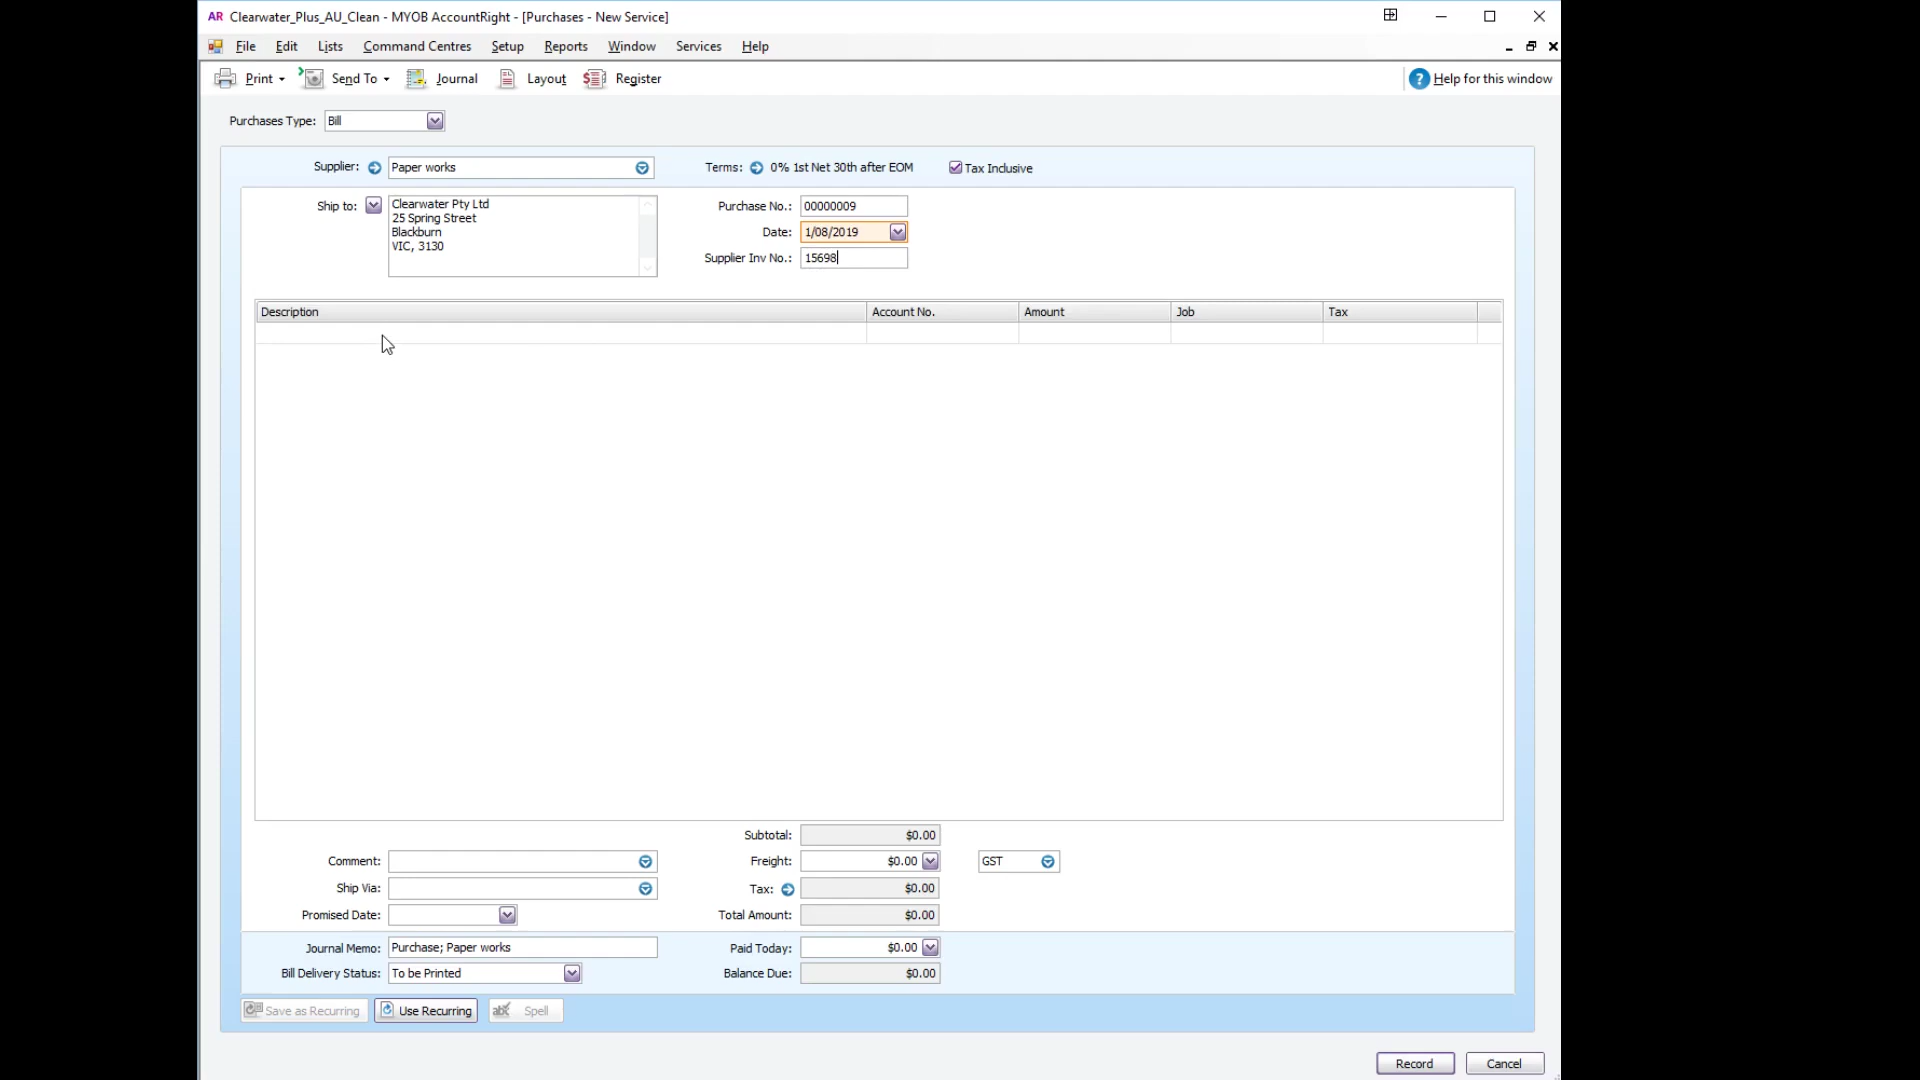 AR Clearwater_Plus_AU_Clean - MYOB AccountRight - [Purchases - New Service]
File Edit Lists Command Centres Setup Reports Window Services Help
Print Send To Journal Layout Register ? Help for this window
Purchases Type: Bill
Supplier: Paper works Terms: 0% 1st Net 30th after EOM Tax Inclusive
Ship to: Clearwater Pty Ltd Purchase No.: 00000009
25 Spring Street
Blackburn Date: 1/08/2019
VIC, 3130
Supplier Inv No.: 15698
Description Account No. Amount Job Tax
Subtotal: $0.00
Comment: Freight: $0.00 GST
Ship Via: Tax: $0.00
Promised Date: Total Amount: $0.00
Journal Memo: Purchase; Paper works Paid Today: $0.00
Bill Delivery Status: To be Printed Balance Due: $0.00
Save as Recurring Use Recurring abc Spell
Record Cancel